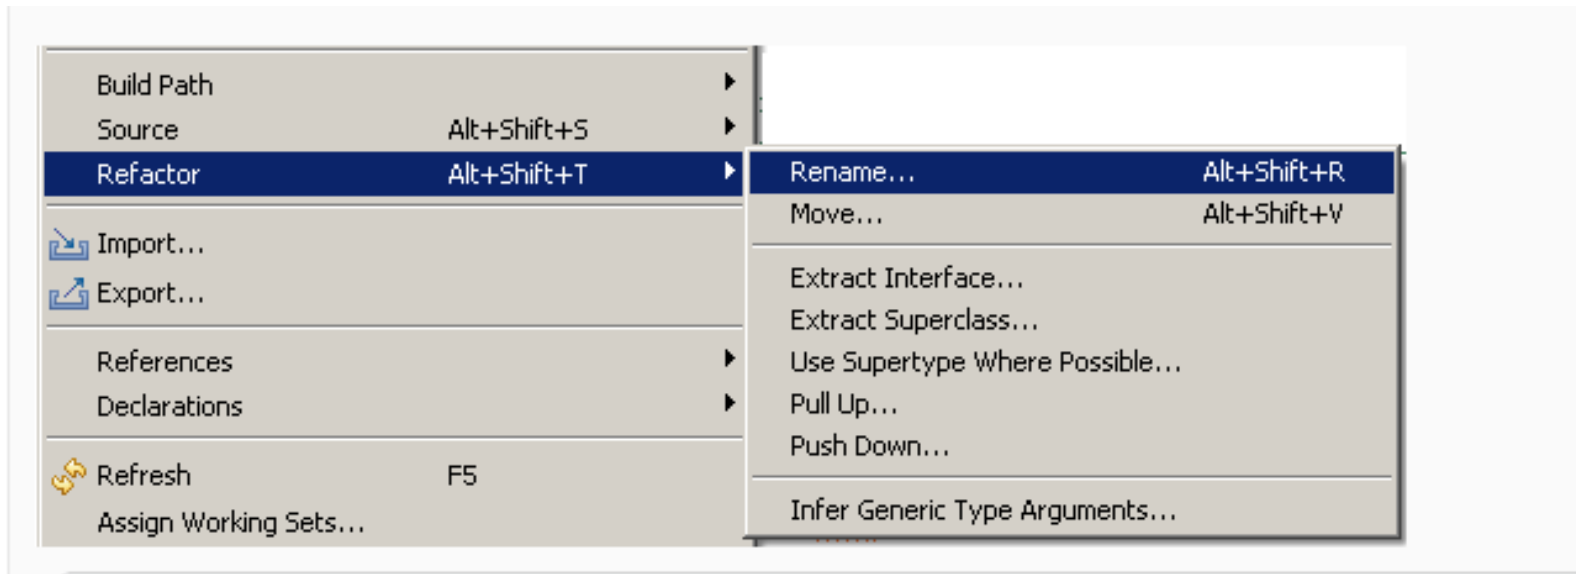 Build Path
Source Alt+Shift+S
Refactor Alt+Shift+T
Import...
Export...
References
Declarations
Refresh F5
Assign Working Sets...
Rename... Alt+Shift+R
Move... Alt+Shift+V
Extract Interface...
Extract Superclass...
Use Supertype Where Possible...
Pull Up...
Push Down...
Infer Generic Type Arguments...